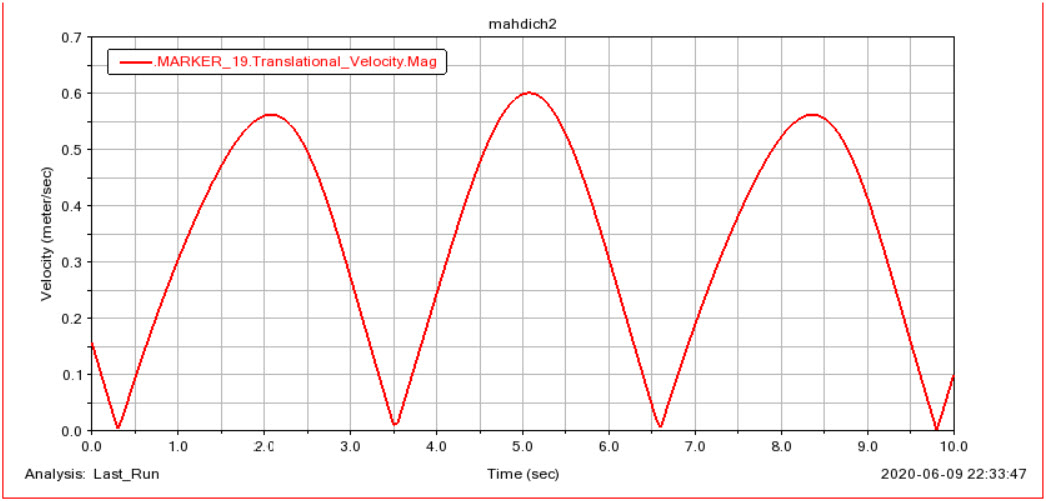 mahdich2
0.7
.MARKER_19.Translational_Velocity.Mag
0.6
0.5
0.4
0.3
0.2
0.1
0.0
Velocity (meter/sec)
0.0 1.0 2.0 3.0 4.0 5.0 6.0 7.0 8.0 9.0 10.0
Analysis: Last_Run Time (sec) 2020-06-09 22:33:47